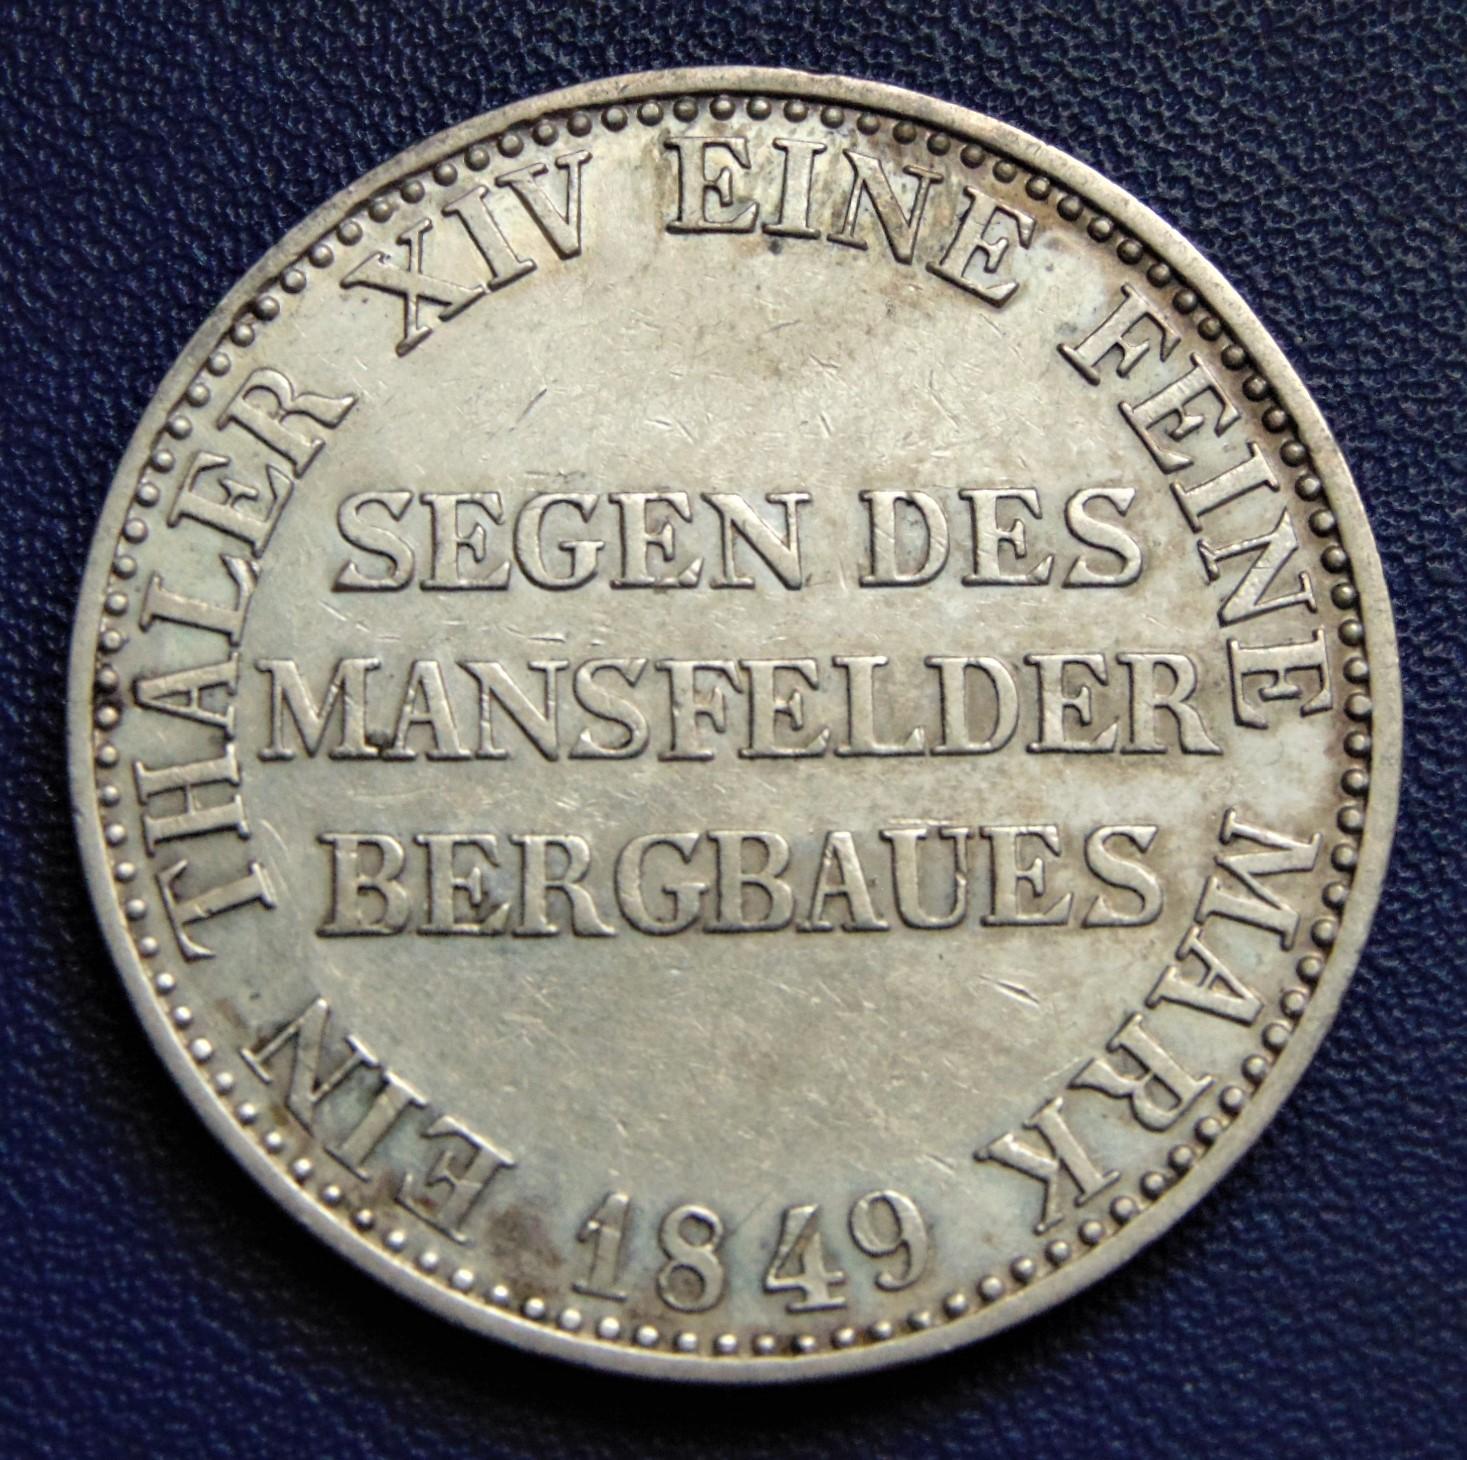 EIN THALER XIV EINE FEINE MARK
SEGEN DES
MANSFELDER
BERGBAUES
1849